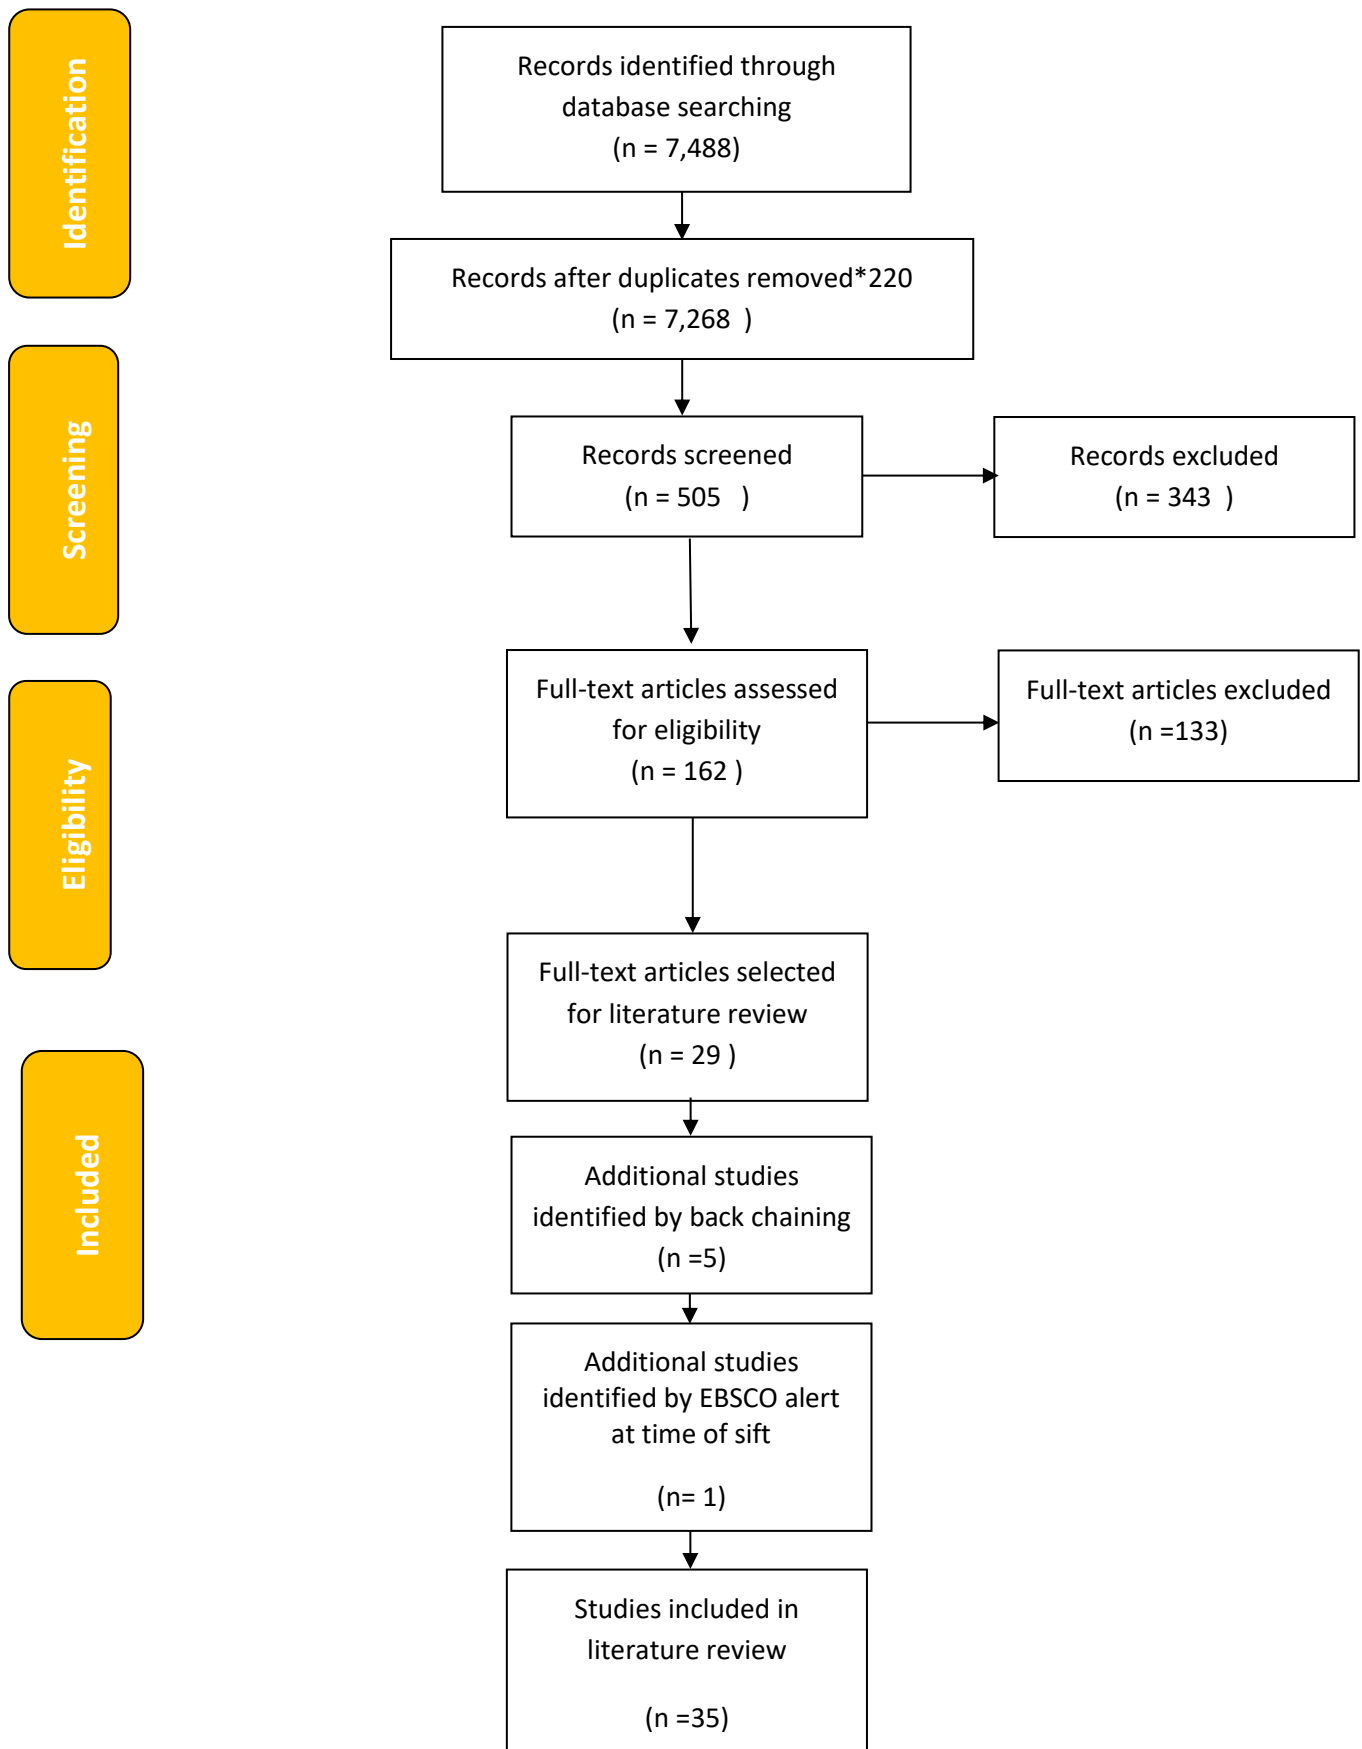 Identification
Records identified through
database searching
(n = 7,488)
Records after duplicates removed*220
(n = 7,268  )
Screening
Records screened
(n = 505   )
Records excluded
(n = 343  )
Eligibility
Full-text articles assessed
for eligibility
(n = 162 )
Full-text articles excluded
(n =133)
Full-text articles selected
for literature review
(n = 29 )
Included
Additional studies
identified by back chaining
(n =5)
Additional studies
identified by EBSCO alert
at time of sift
(n= 1)
Studies included in
literature review
(n =35)